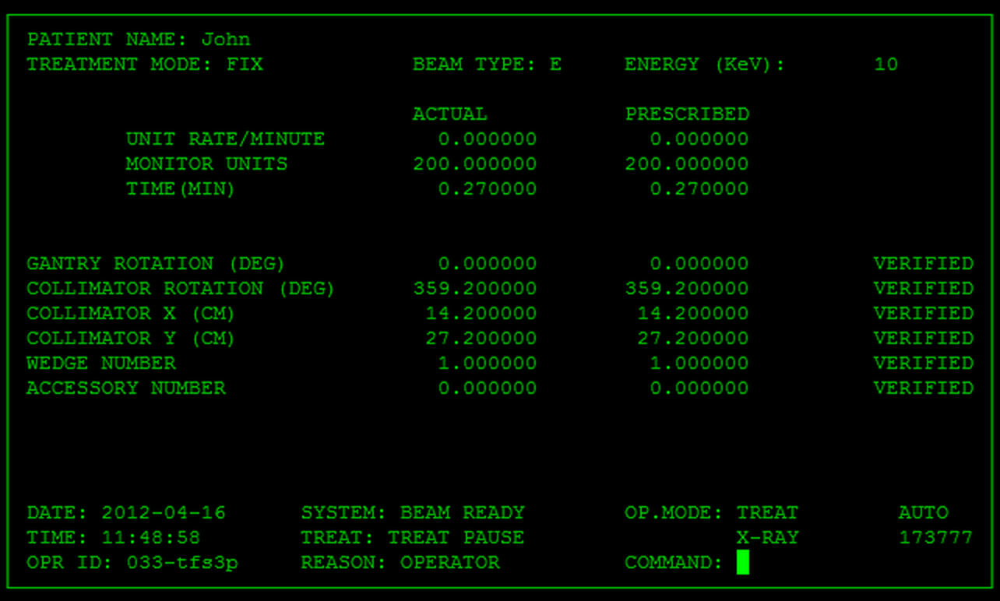 PATIENT NAME: John
TREATMENT MODE: FIX BEAM TYPE: E ENERGY (KeV): 10
ACTUAL PRESCRIBED
UNIT RATE/MINUTE 0.000000 0.000000
MONITOR UNITS 200.000000 200.000000
TIME(MIN) 0.270000 0.270000
GANTRY ROTATION (DEG) 0.000000 0.000000 VERIFIED
COLLIMATOR ROTATION (DEG) 359.200000 359.200000 VERIFIED
COLLIMATOR X (CM) 14.200000 14.200000 VERIFIED
COLLIMATOR Y (CM) 27.200000 27.200000 VERIFIED
WEDGE NUMBER 1.000000 1.000000 VERIFIED
ACCESSORY NUMBER 0.000000 0.000000 VERIFIED
DATE: 2012-04-16 SYSTEM: BEAM READY OP.MODE: TREAT AUTO
TIME: 11:48:58 TREAT: TREAT PAUSE X-RAY 173777
OPR ID: 033-tfs3p REASON: OPERATOR COMMAND: